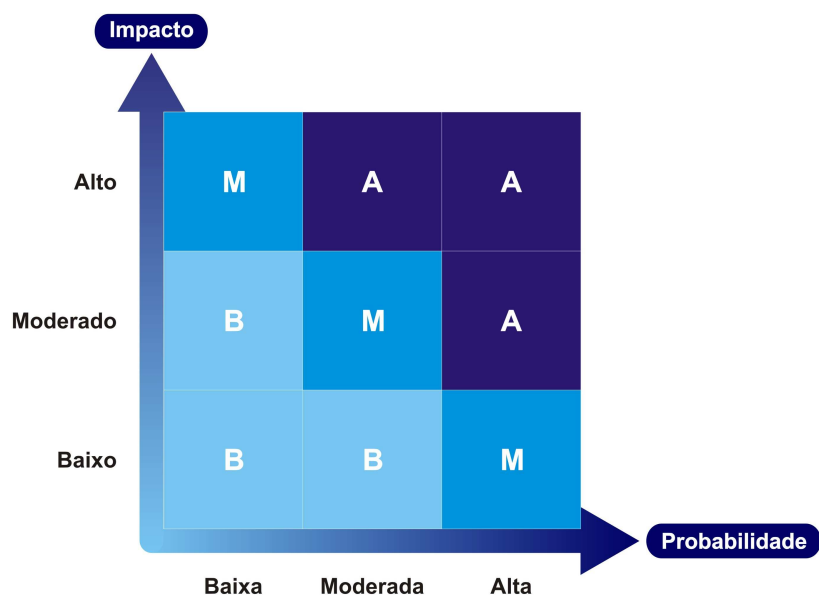 Impacto
Alto
M A A
Moderado
B M A
Baixo
B B M
Probabilidade
Baixa Moderada Alta